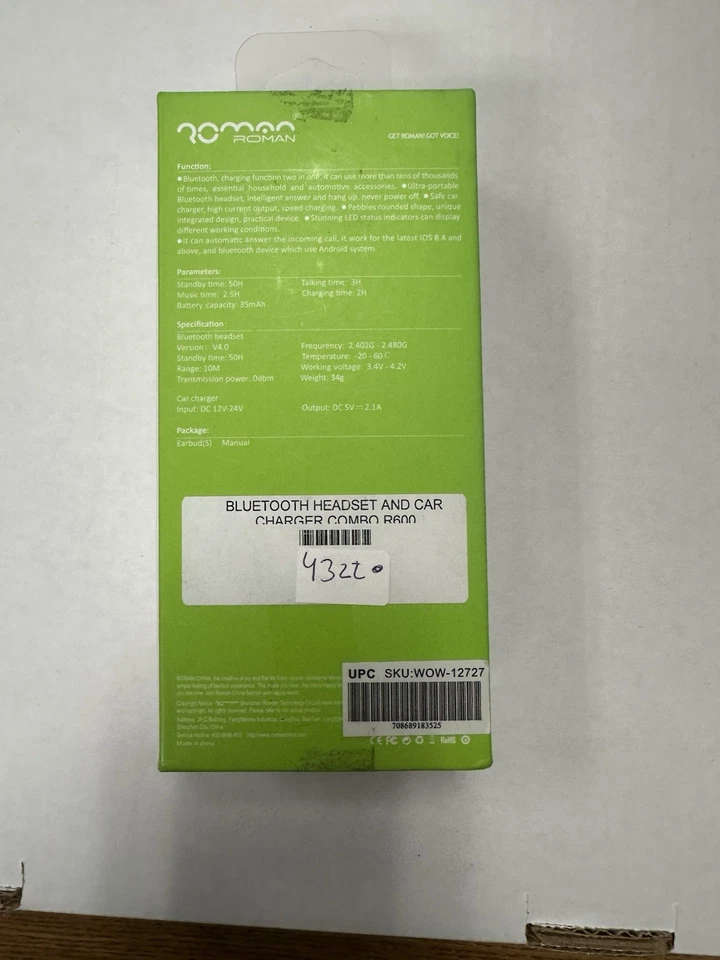 ROMAN
ROMAN
GET ROMAN! GOT VOICE!
Function:
●Bluetooth, charging function two in one, it can use more than tens of thousands
of times, essential household and automotive accessories. ●Ultra-portable
Bluetooth headset, intelligent answer and hang up, never power off. ●Safe car
charger, high current output, speed charging. ●Pebbles rounded shape, unique
integrated design, practical device. ●Stunning LED status indicators can display
different working conditions.
●It can automatic answer the incoming call, it work for the latest IOS 8.4 and
above, and bluetooth device which use Android system.
Parameters:
Standby time: 50H Talking time: 3H
Music time: 2.5H Charging time: 2H
Battery capacity: 35mAh
Specification:
Bluetooth headset
Version: V4.0 Frequrency: 2.402G - 2.480G
Standby time: 50H Temperature: -20 - 60℃
Range: 10M Working voltage: 3.4V - 4.2V
Transmission power: 0dbm Weight: 34g
Car charger
Input: DC 12V-24V Output: DC 5V⎓2.1A
Package:
Earbud(S) Manual
BLUETOOTH HEADSET AND CAR
CHARGER COMBO R600
4322
UPC SKU:WOW-12727
708689183525
CE FC RoHS
Made in china